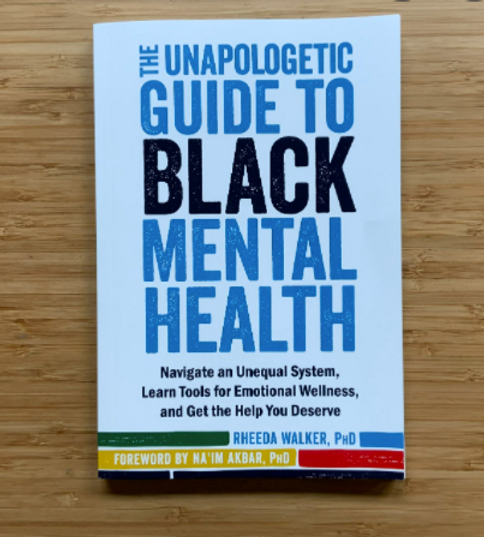 THE UNAPOLOGETIC
GUIDE TO
BLACK
MENTAL
HEALTH
Navigate an Unequal System,
Learn Tools for Emotional Wellness,
and Get the Help You Deserve
RHEEDA WALKER, PhD
FOREWORD BY NA'IM AKBAR, PhD